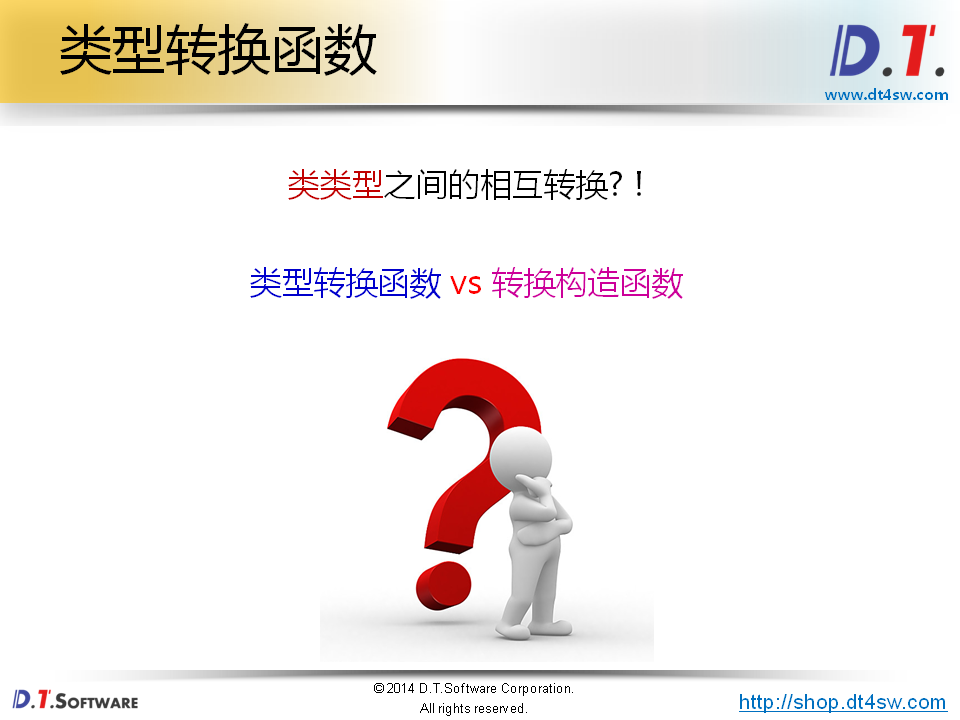 类型转换函数
D.T.
www.dt4sw.com
类类型之间的相互转换?！
类型转换函数 vs 转换构造函数
D.T.SOFTWARE
©2014 D.T.Software Corporation.
All rights reserved.
http://shop.dt4sw.com